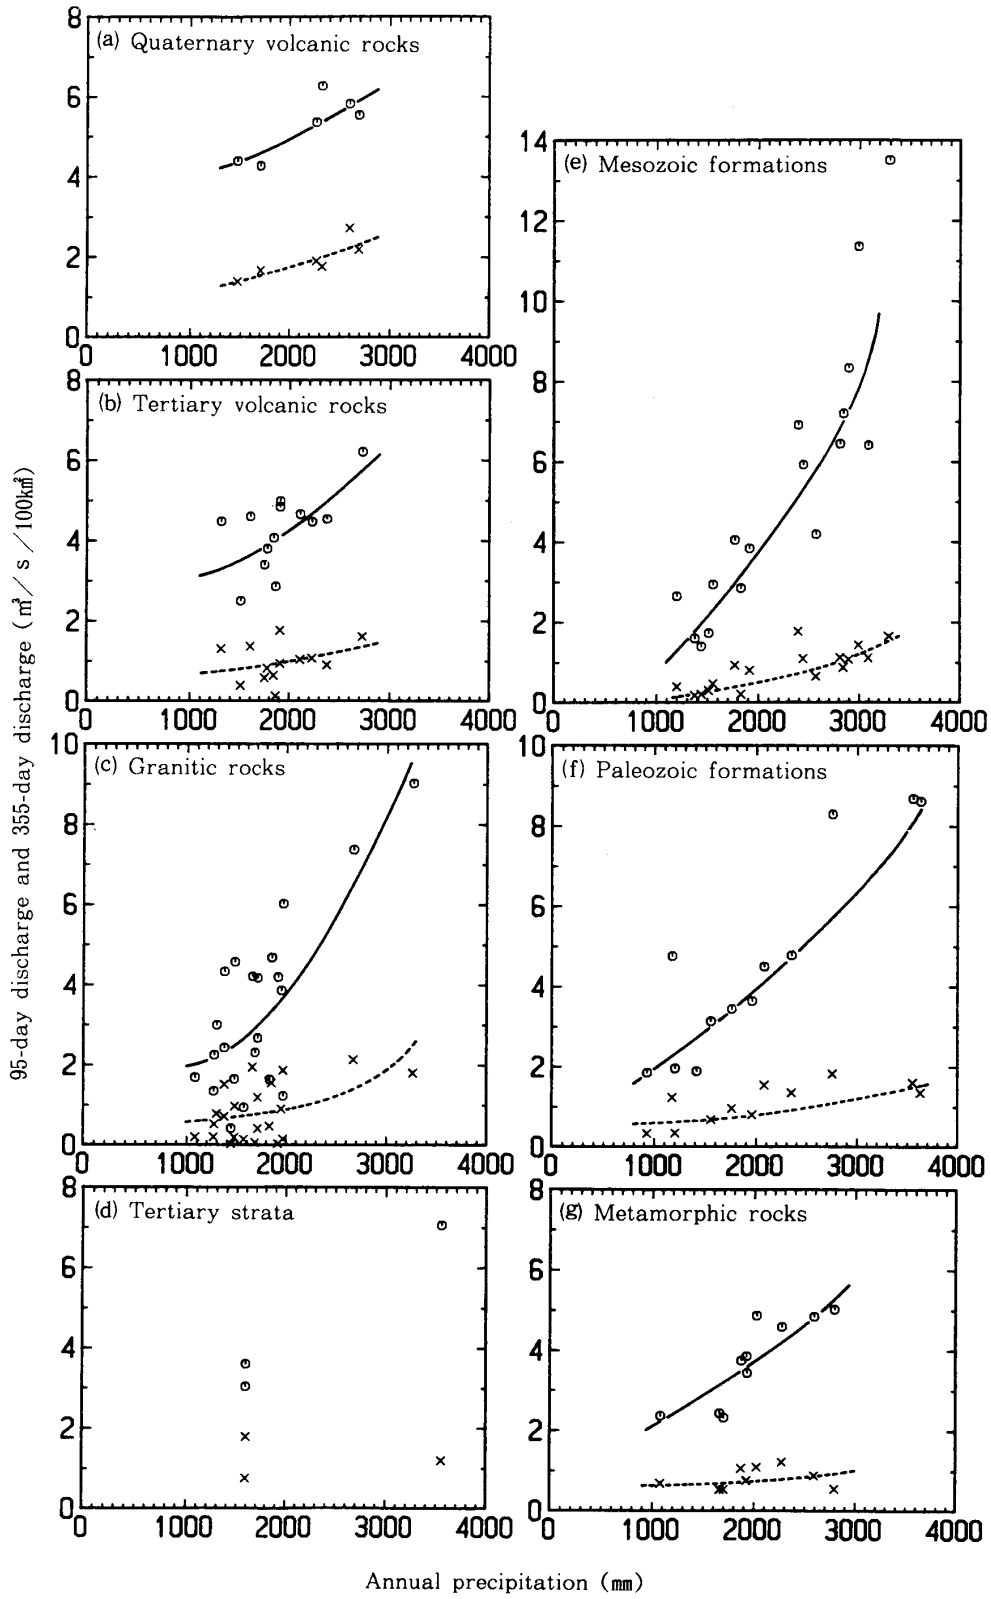 95-day discharge and 355-day discharge (m³/s/100km²)
(a) Quaternary volcanic rocks
8
6
4
2
0
0 1000 2000 3000 4000
(b) Tertiary volcanic rocks
8
6
4
2
0
0 1000 2000 3000 4000
(c) Granitic rocks
10
8
6
4
2
0
0 1000 2000 3000 4000
(d) Tertiary strata
8
6
4
2
0
0 1000 2000 3000 4000
(e) Mesozoic formations
14
12
10
8
6
4
2
0
0 1000 2000 3000 4000
(f) Paleozoic formations
10
8
6
4
2
0
0 1000 2000 3000 4000
(g) Metamorphic rocks
8
6
4
2
0
0 1000 2000 3000 4000
Annual precipitation (mm)